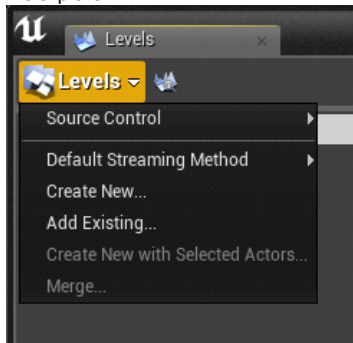 Levels
Levels
Source Control
Default Streaming Method
Create New...
Add Existing...
Create New with Selected Actors...
Merge...